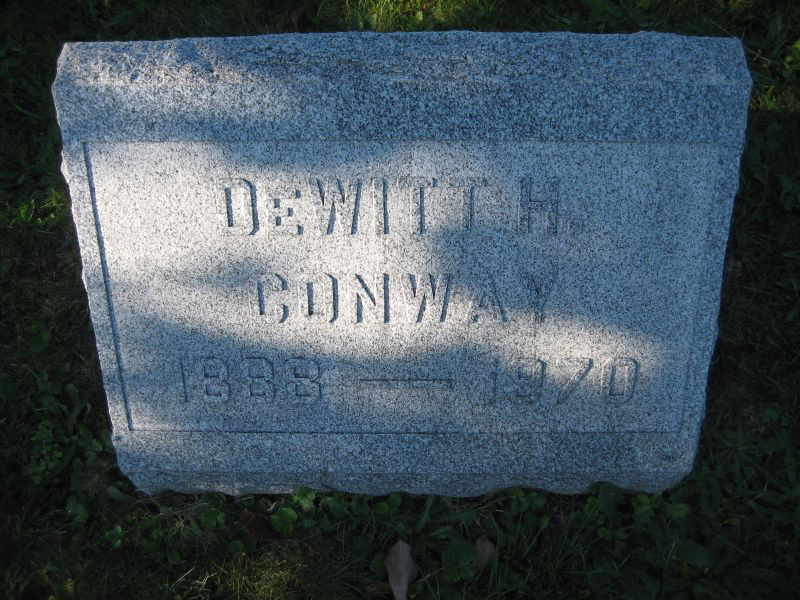 DeWITT H.
CONWAY
1888 — 1970